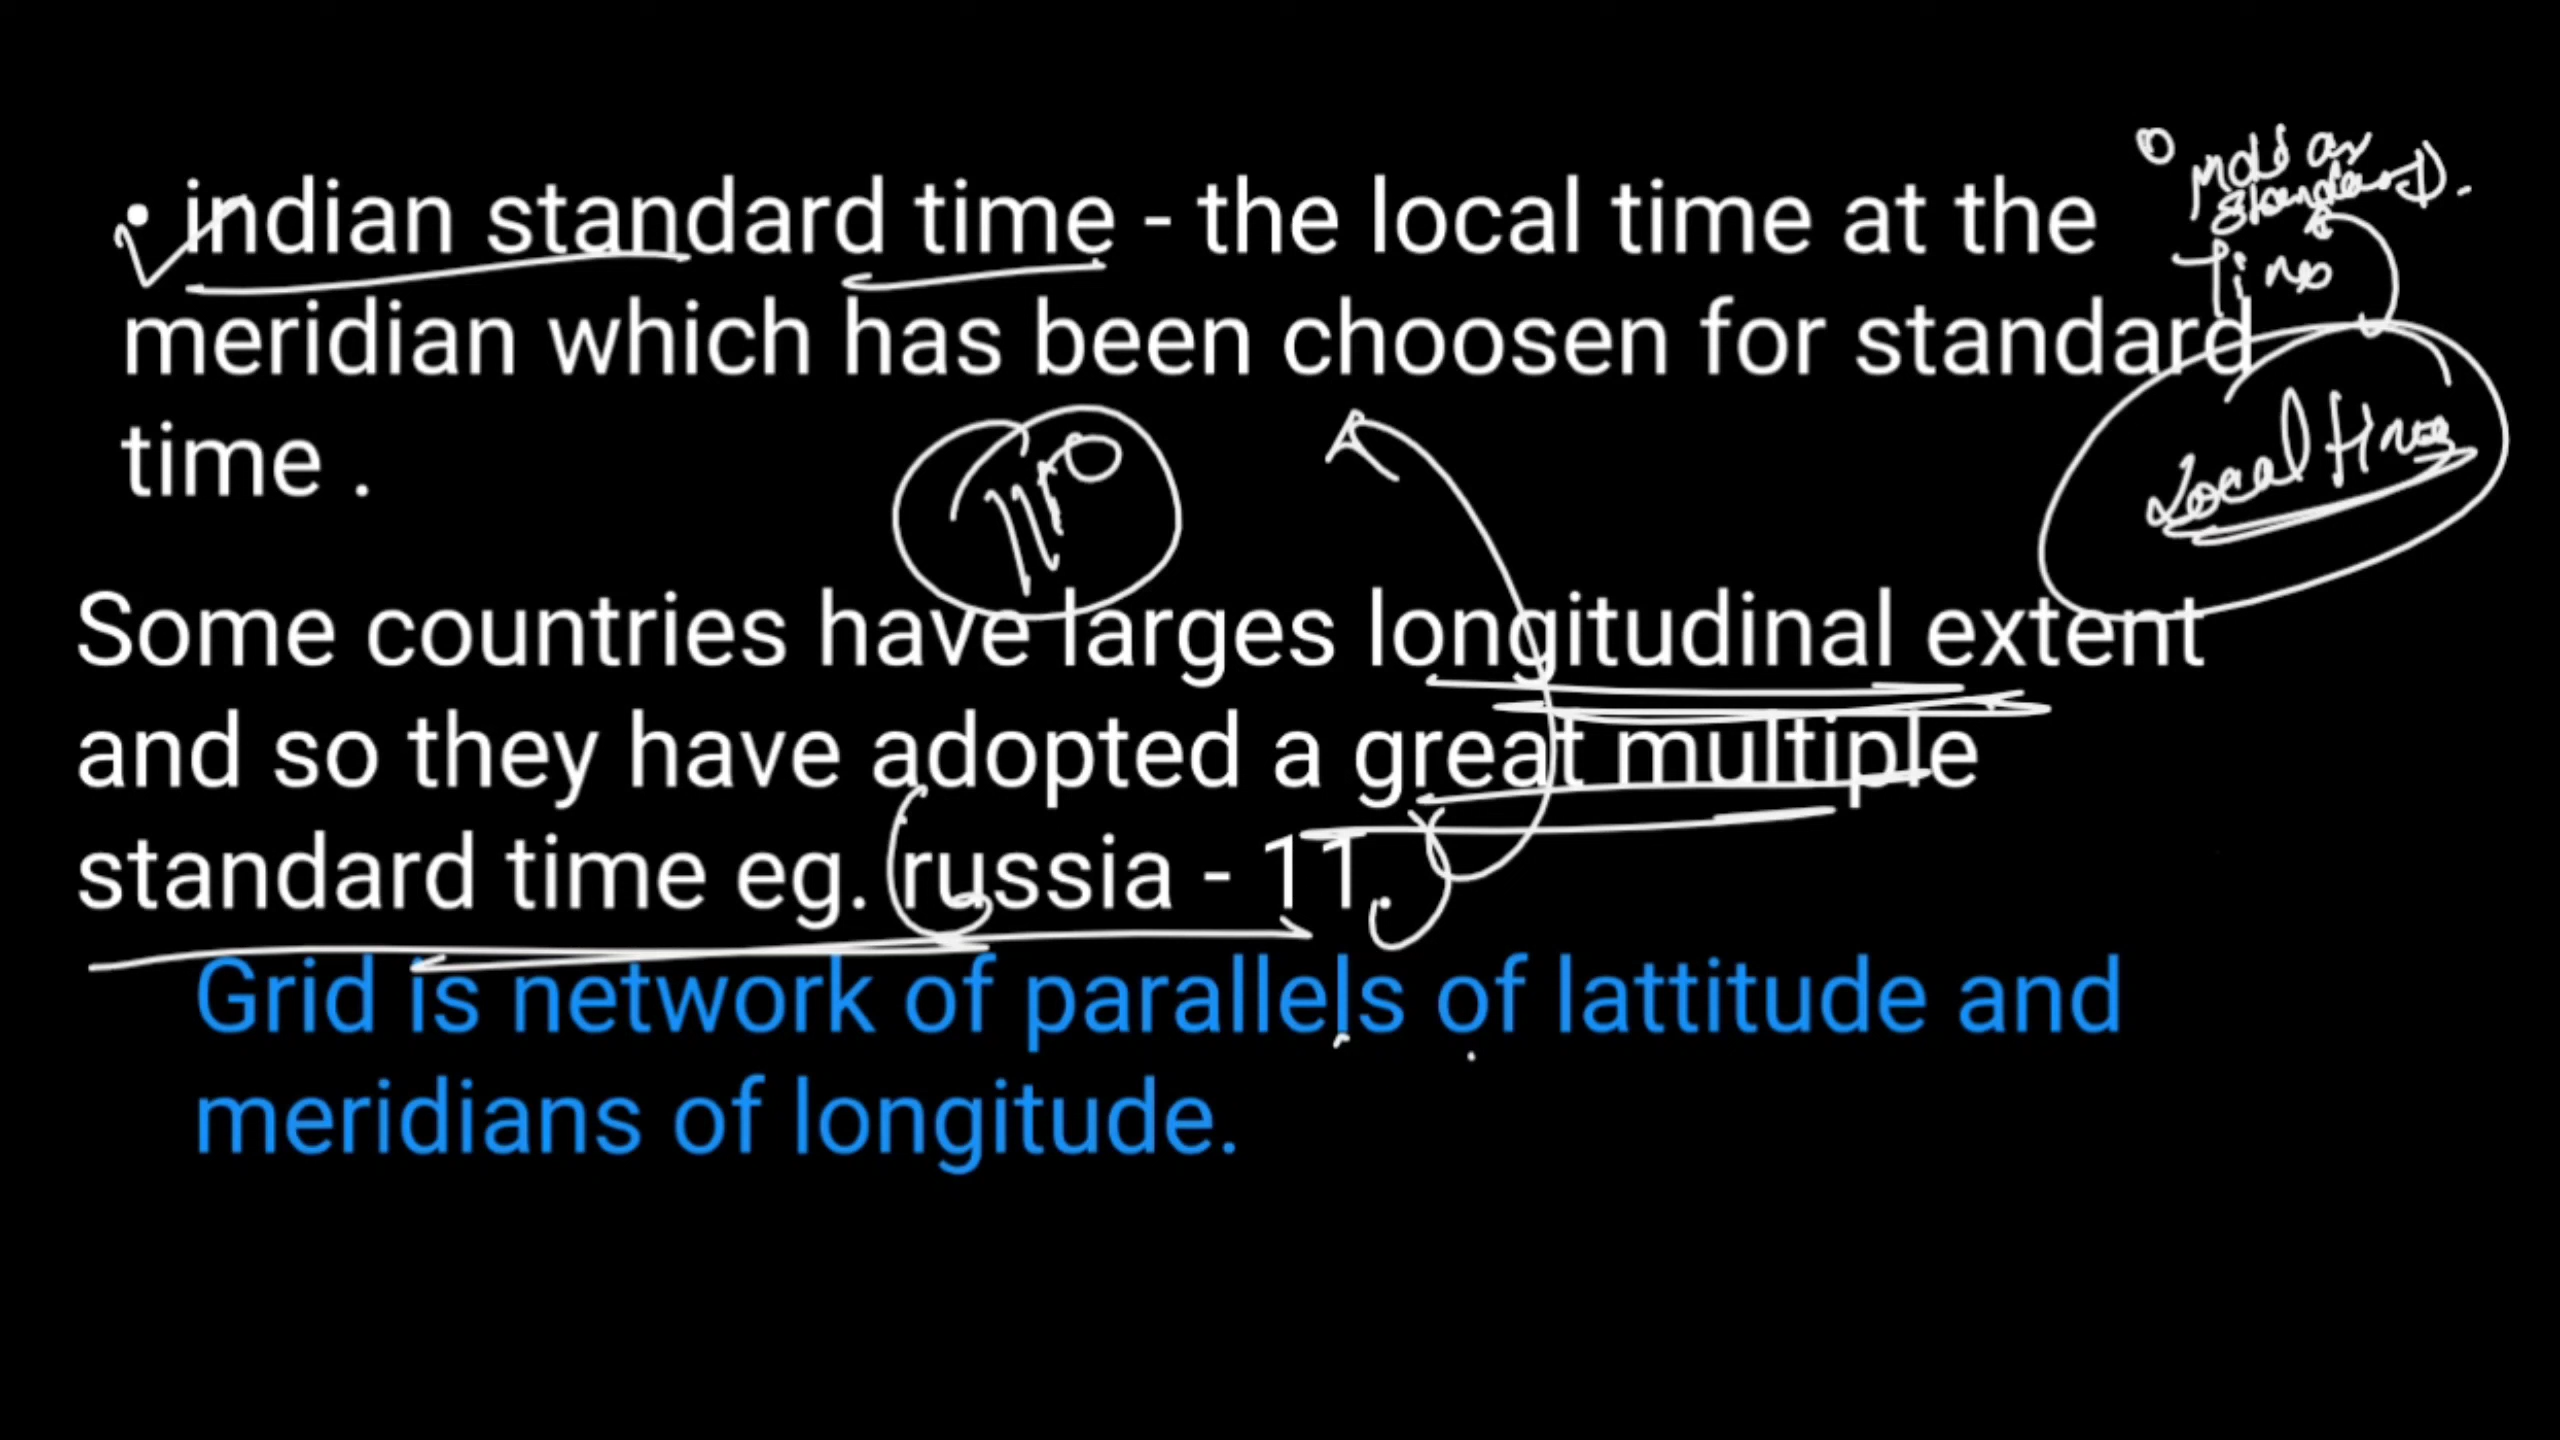 • indian standard time - the local time at the
meridian which has been choosen for standard
time .
Local time
Some countries have larges longitudinal extent
and so they have adopted a great multiple
standard time eg. russia - 11.
Grid is network of parallels of lattitude and
meridians of longitude.